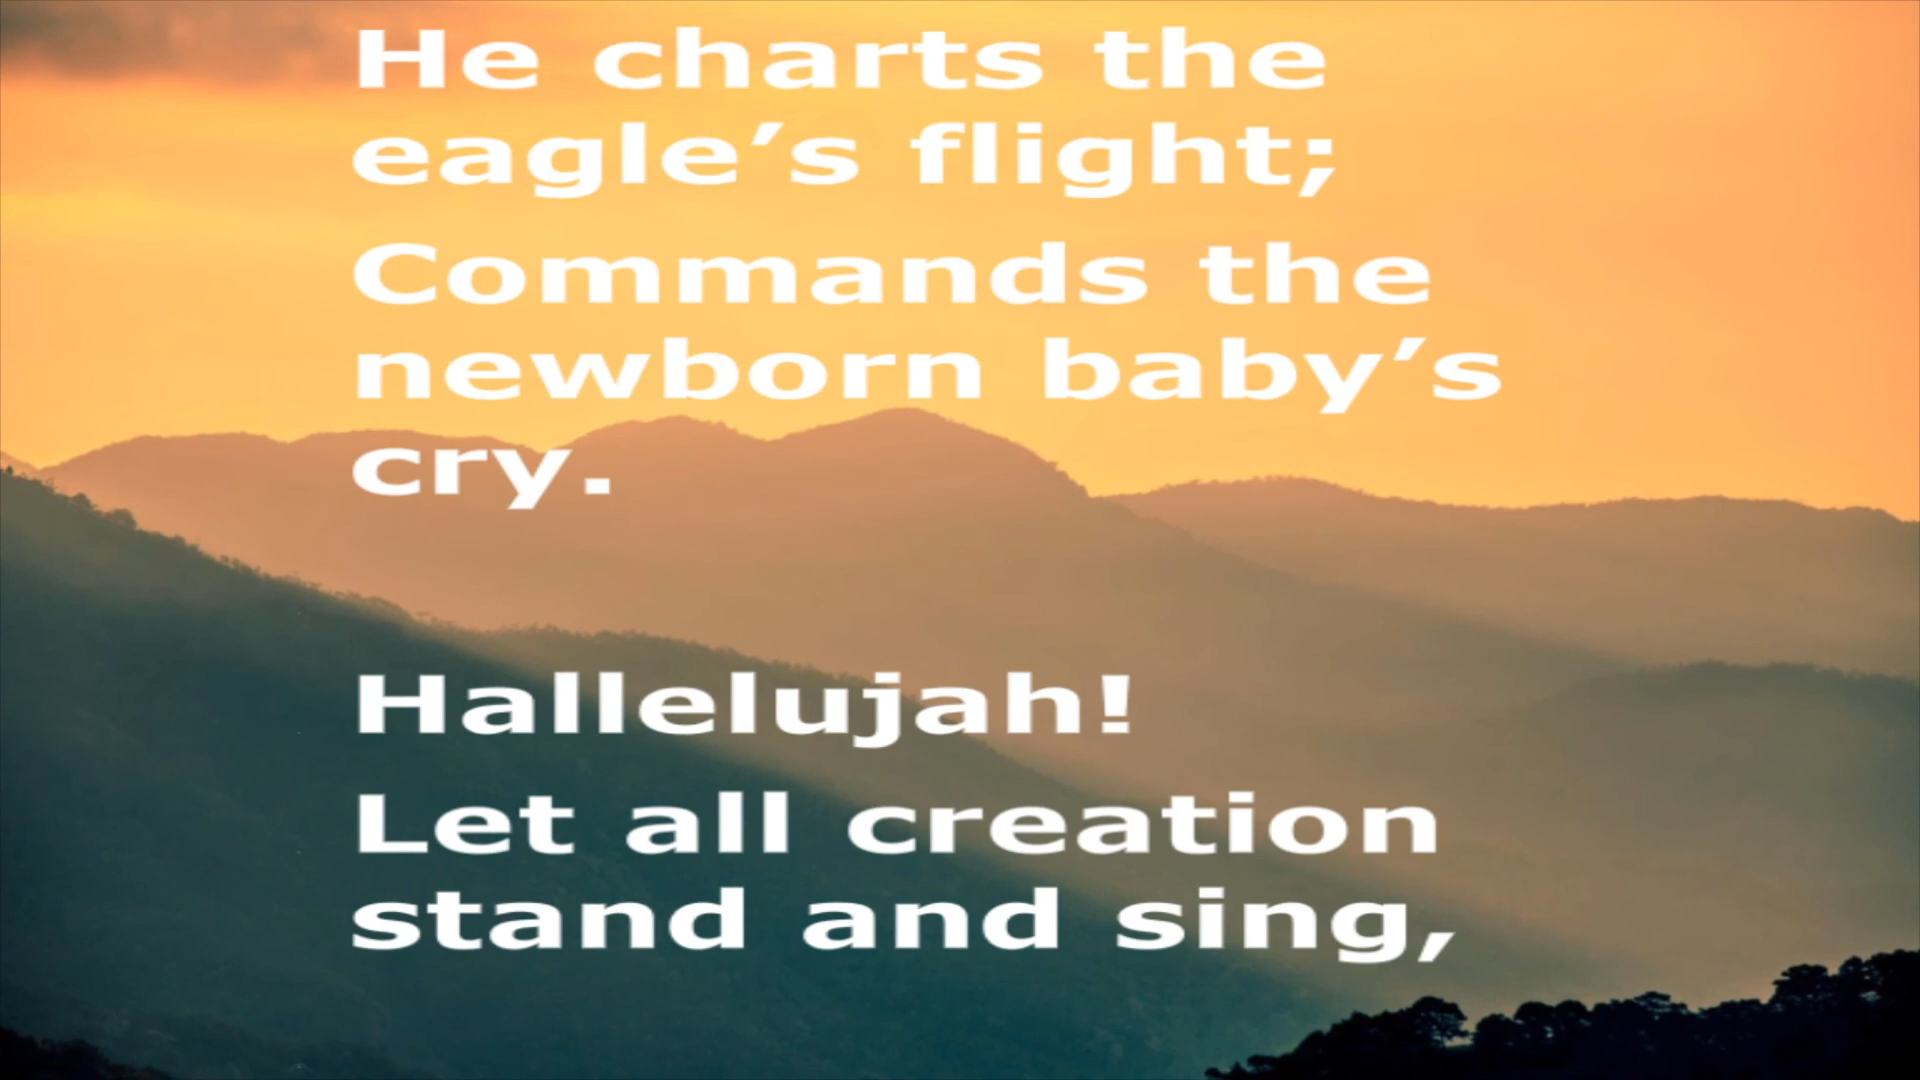 He charts the
eagle’s flight;
Commands the
newborn baby’s
cry.
Hallelujah!
Let all creation
stand and sing,